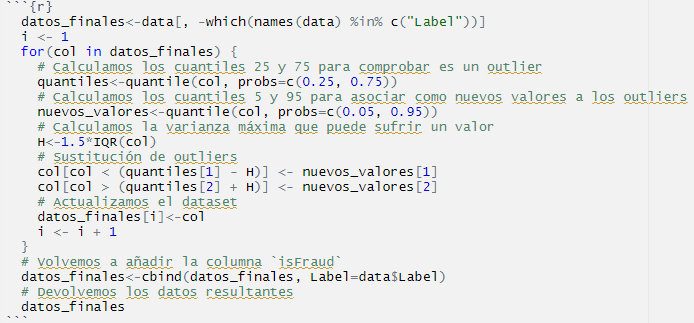 ```{r}
datos_finales<-data[, -which(names(data) %in% c("Label"))]
i <- 1
for(col in datos_finales) {
# Calculamos los cuantiles 25 y 75 para comprobar es un outlier
quantiles<-quantile(col, probs=c(0.25, 0.75))
# Calculamos los cuantiles 5 y 95 para asociar como nuevos valores a los outliers
nuevos_valores<-quantile(col, probs=c(0.05, 0.95))
# Calculamos la varianza máxima que puede sufrir un valor
H<-1.5*IQR(col)
# Sustitución de outliers
col[col < (quantiles[1] - H)] <- nuevos_valores[1]
col[col > (quantiles[2] + H)] <- nuevos_valores[2]
# Actualizamos el dataset
datos_finales[i]<-col
i <- i + 1
}
# Volvemos a añadir la columna `isFraud`
datos_finales<-cbind(datos_finales, Label=data$Label)
# Devolvemos los datos resultantes
datos_finales
```